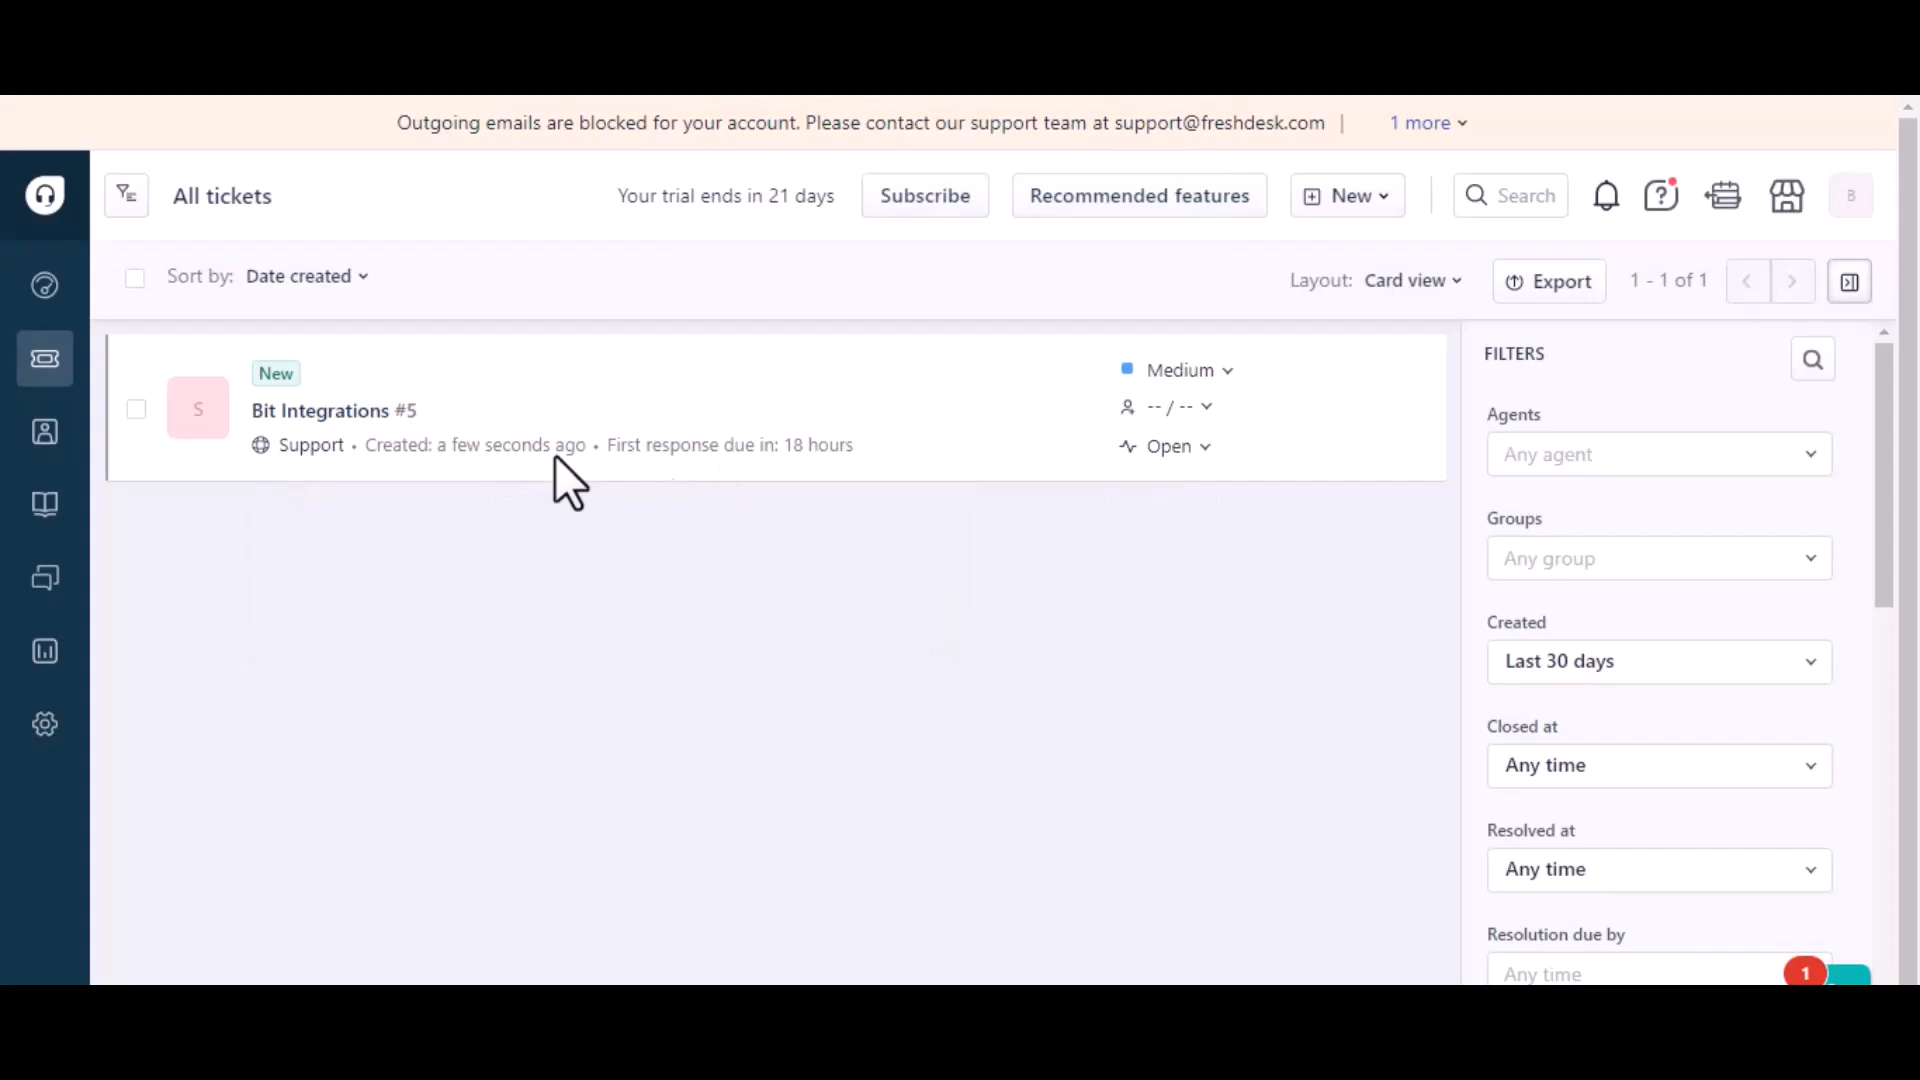 Outgoing emails are blocked for your account. Please contact our support team at support@freshdesk.com | 1 more
All tickets
Your trial ends in 21 days
Subscribe
Recommended features
New
Search
B
Sort by: Date created
Layout: Card view
Export
1 - 1 of 1
New
S
Bit Integrations #5
Support • Created: a few seconds ago • First response due in: 18 hours
Medium
-- / --
Open
FILTERS
Agents
Any agent
Groups
Any group
Created
Last 30 days
Closed at
Any time
Resolved at
Any time
Resolution due by
Any time
1